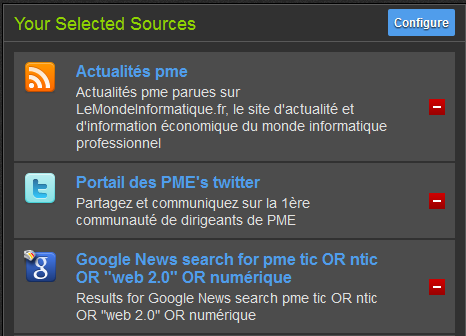 Your Selected Sources
Configure
Actualités pme
Actualités pme parues sur
LeMondeInformatique.fr, le site d'actualité et
d'information économique du monde informatique
professionnel
Portail des PME's twitter
Partagez et communiquez sur la 1ère
communauté de dirigeants de PME
Google News search for pme tic OR ntic
OR "web 2.0" OR numérique
Results for Google News search pme tic OR ntic
OR "web 2.0" OR numérique